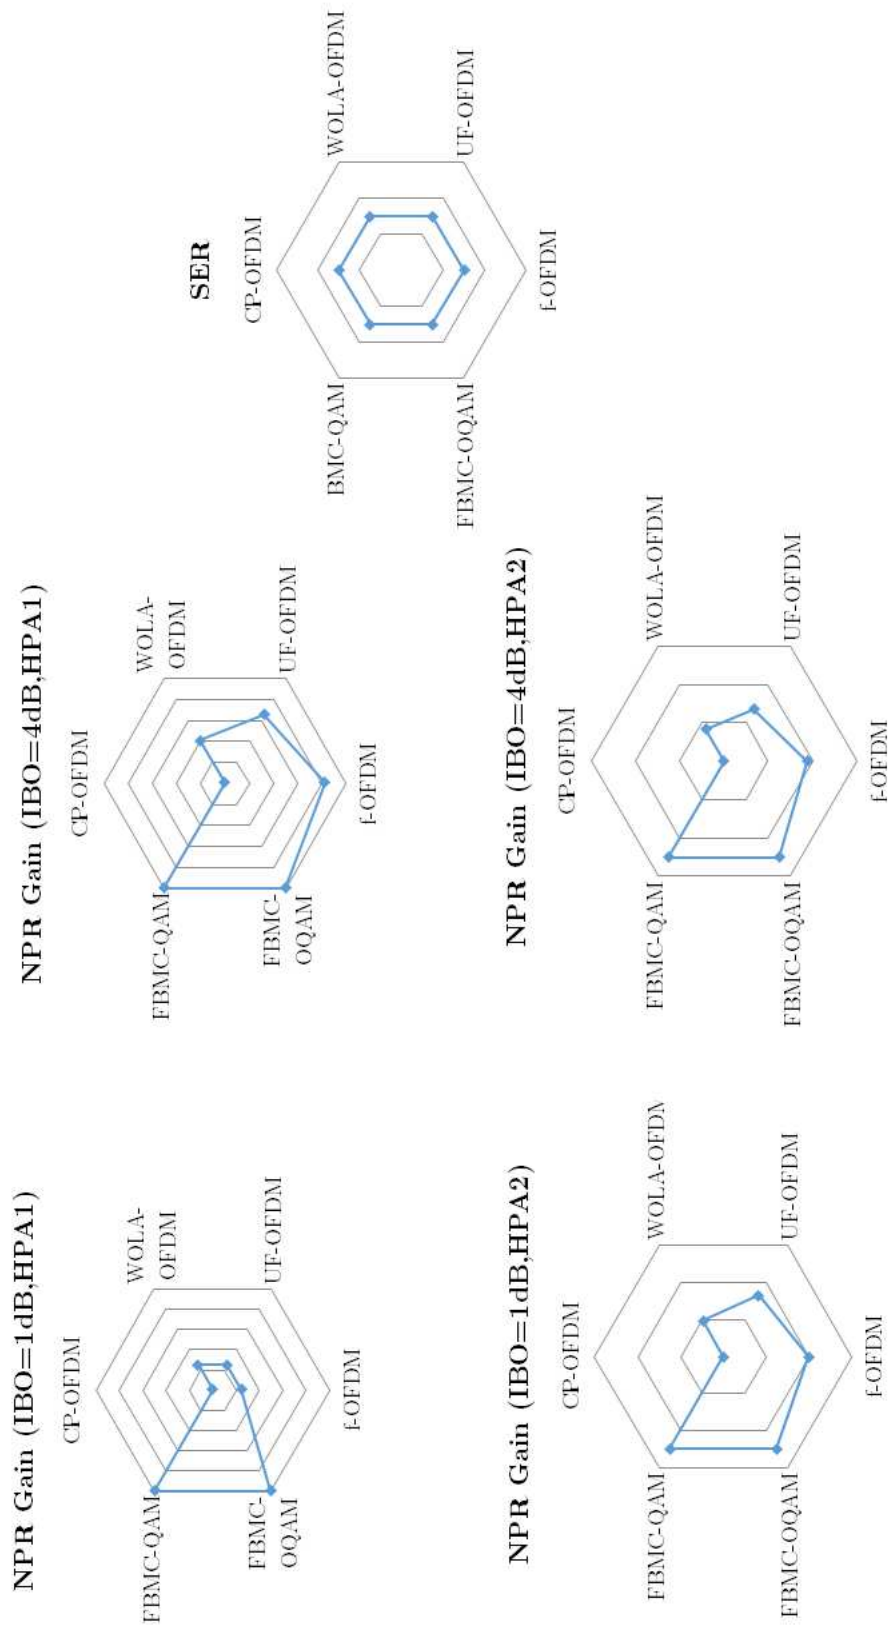 NPR Gain (IBO=1dB,HPA1)
CP-OFDM
WOLA-
OFDM
UF-OFDM
f-OFDM
FBMC-
OQAM
FBMC-QAM
NPR Gain (IBO=4dB,HPA1)
CP-OFDM
WOLA-
OFDM
UF-OFDM
f-OFDM
FBMC-
OQAM
FBMC-QAM
SER
CP-OFDM
WOLA-OFDM
UF-OFDM
f-OFDM
FBMC-OQAM
BMC-QAM
NPR Gain (IBO=1dB,HPA2)
CP-OFDM
WOLA-OFDM
UF-OFDM
f-OFDM
FBMC-OQAM
FBMC-QAM
NPR Gain (IBO=4dB,HPA2)
CP-OFDM
WOLA-OFDM
UF-OFDM
f-OFDM
FBMC-OQAM
FBMC-QAM